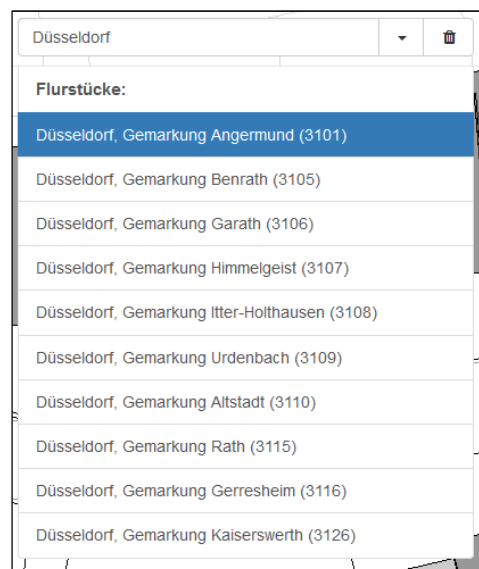 Düsseldorf
Flurstücke:
Düsseldorf, Gemarkung Angermund (3101)
Düsseldorf, Gemarkung Benrath (3105)
Düsseldorf, Gemarkung Garath (3106)
Düsseldorf, Gemarkung Himmelgeist (3107)
Düsseldorf, Gemarkung Itter-Holthausen (3108)
Düsseldorf, Gemarkung Urdenbach (3109)
Düsseldorf, Gemarkung Altstadt (3110)
Düsseldorf, Gemarkung Rath (3115)
Düsseldorf, Gemarkung Gerresheim (3116)
Düsseldorf, Gemarkung Kaiserswerth (3126)